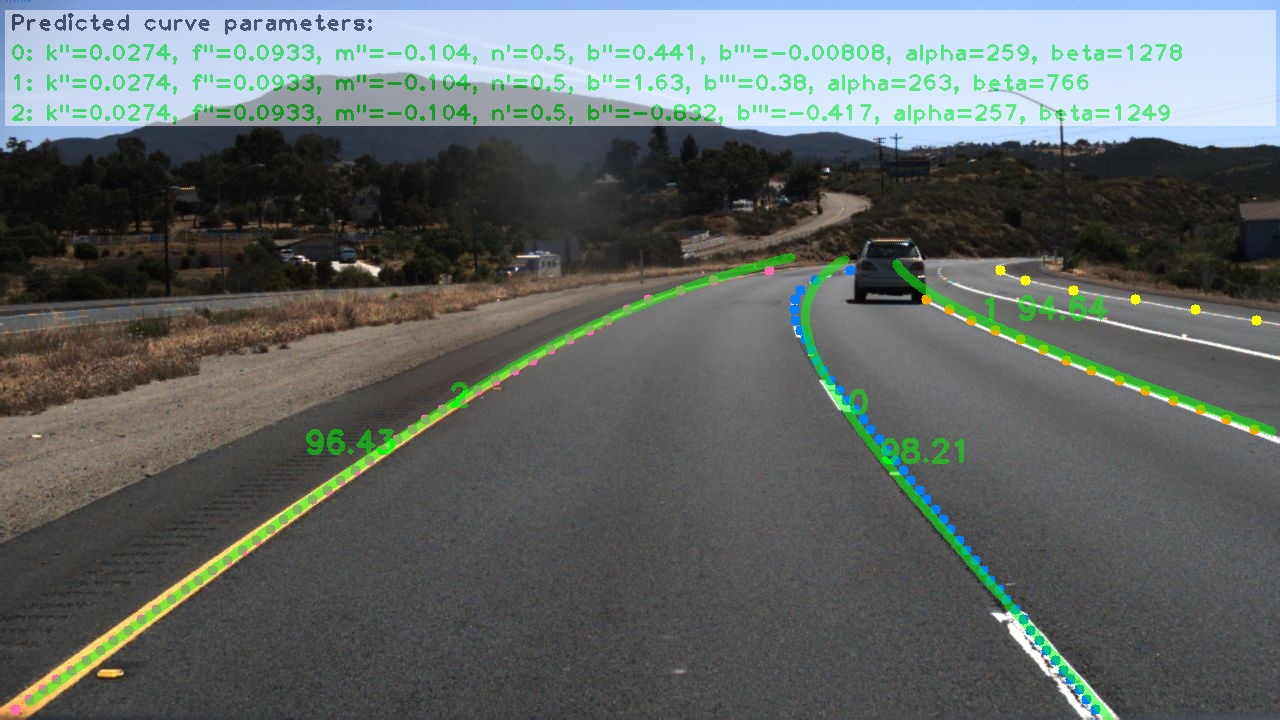 Predicted curve parameters:
0: k''=0.0274, f''=0.0933, m''=-0.104, n'=0.5, b''=0.441, b'''=-0.00808, alpha=259, beta=1278
1: k''=0.0274, f''=0.0933, m''=-0.104, n'=0.5, b''=1.63, b'''=0.38, alpha=263, beta=766
2: k''=0.0274, f''=0.0933, m''=-0.104, n'=0.5, b''=-0.832, b'''=-0.417, alpha=257, beta=1249
1 94.64
2
0
96.43
98.21